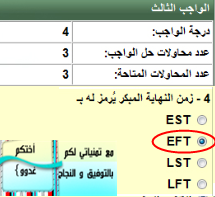 الواجب الثالث
درجة الواجب: 4
عدد محاولات حل الواجب: 3
عدد المحاولات المتاحة: 3
4 - زمن النهاية المبكر يُرمز له بـ
EST
EFT
LST
LFT
أختكم
غدوو}
مع تمنياتي لكم
بالتوفيق و النجاح